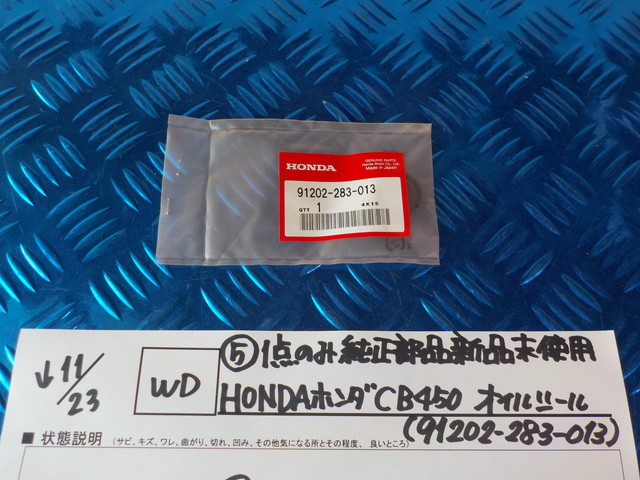 HONDA
GENUINE PARTS
Honda Motor Co., Ltd.
Made in Japan
91202-283-013
QTY 1 4X15
↓11/23
WD
⑤1点のみ純正部品新品未使用
HONDAホンダCB450 オイルシール
(91202-283-013)
■ 状態説明 (サビ、キズ、ワレ、曲がり、切れ、凹み、その他気になる所とその程度、良いところ)